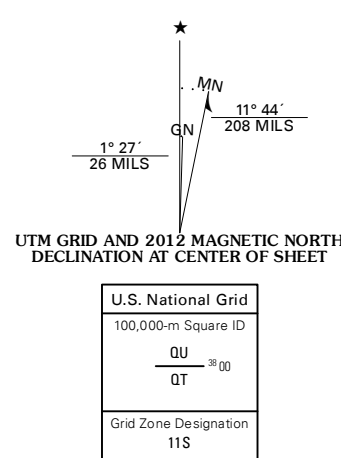 ★
MN
GN
11° 44´
208 MILS
1° 27´
26 MILS
UTM GRID AND 2012 MAGNETIC NORTH
DECLINATION AT CENTER OF SHEET
U.S. National Grid
100,000-m Square ID
QU
38 00
QT
Grid Zone Designation
11S